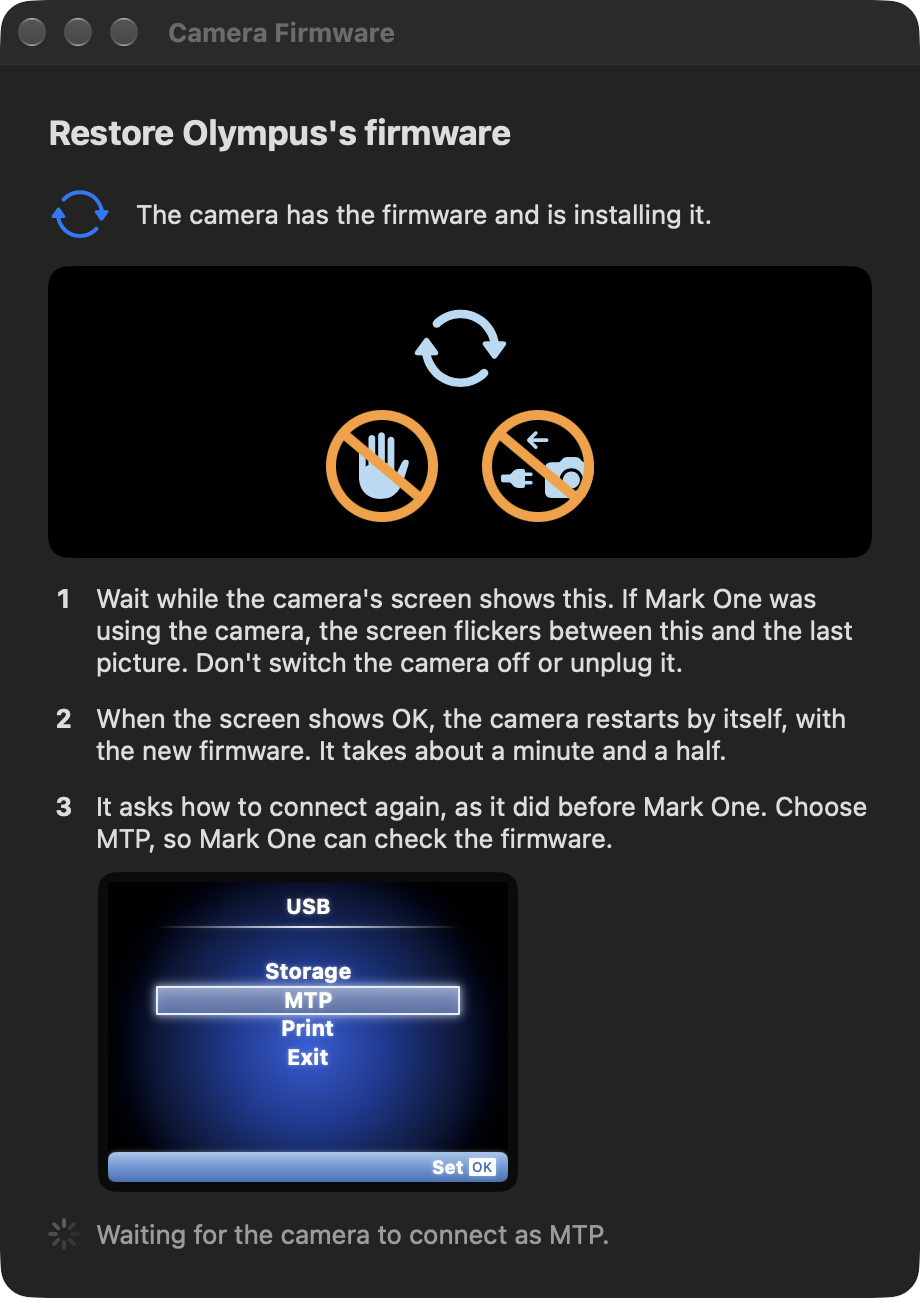 Camera Firmware
Restore Olympus's firmware
The camera has the firmware and is installing it.
1 Wait while the camera's screen shows this. If Mark One was
using the camera, the screen flickers between this and the last
picture. Don't switch the camera off or unplug it.
2 When the screen shows OK, the camera restarts by itself, with
the new firmware. It takes about a minute and a half.
3 It asks how to connect again, as it did before Mark One. Choose
MTP, so Mark One can check the firmware.
USB
Storage
MTP
Print
Exit
Set OK
Waiting for the camera to connect as MTP.